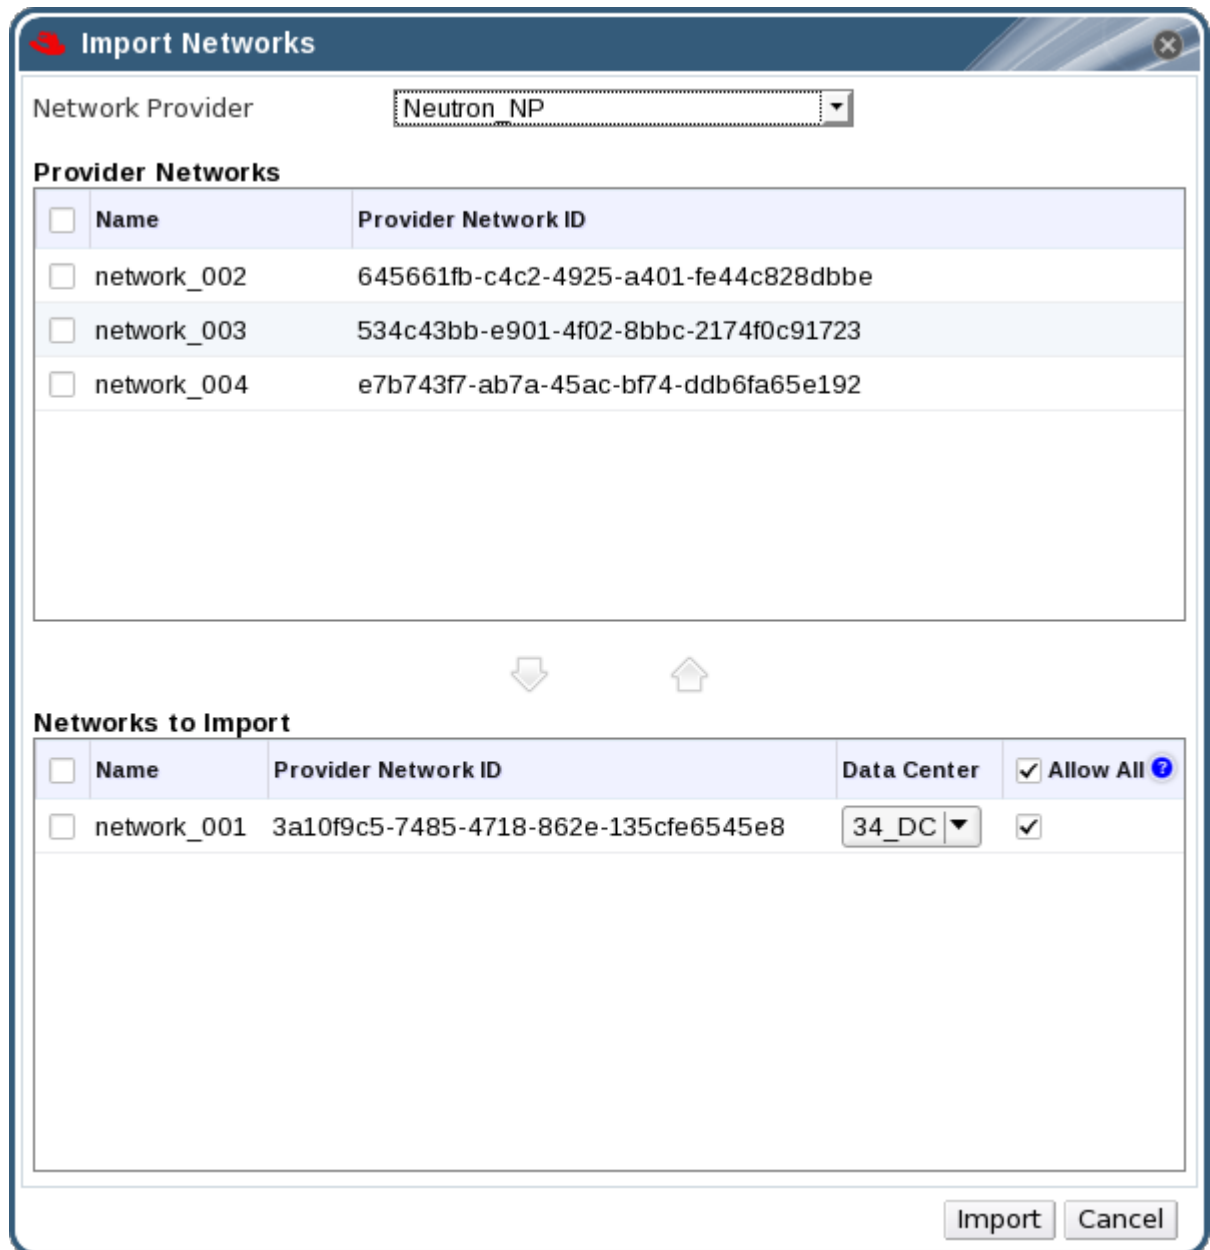 Import Networks
Network Provider Neutron_NP
Provider Networks
Name Provider Network ID
network_002 645661fb-c4c2-4925-a401-fe44c828dbbe
network_003 534c43bb-e901-4f02-8bbc-2174f0c91723
network_004 e7b743f7-ab7a-45ac-bf74-ddb6fa65e192
Networks to Import
Name Provider Network ID Data Center Allow All ?
network_001 3a10f9c5-7485-4718-862e-135cfe6545e8 34_DC
Import Cancel